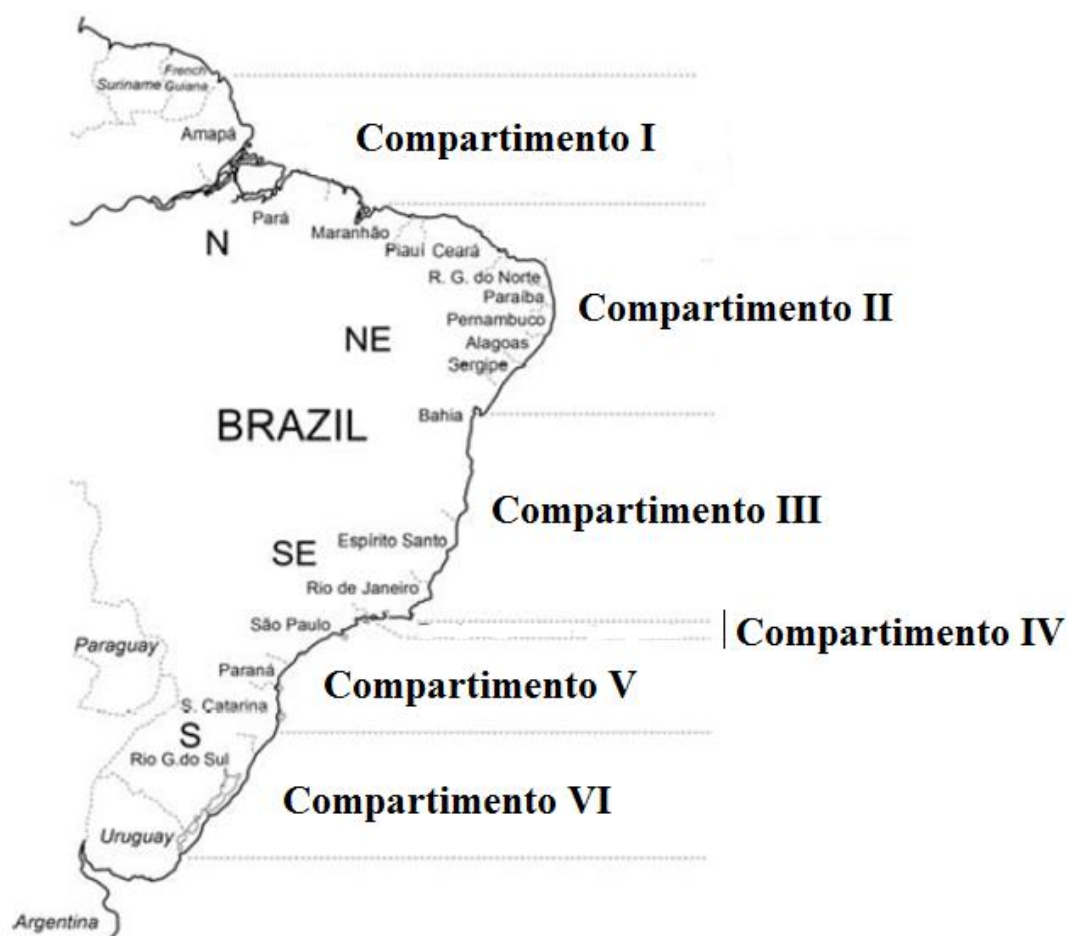 French
Suriname Guiana
Amapá
Compartimento I
Pará
Maranhão
N
Piauí Ceará
R. G. do Norte
Paraíba
Compartimento II
Pernambuco
NE
Alagoas
Sergipe
Bahia
BRAZIL
Compartimento III
Espírito Santo
SE
Rio de Janeiro
São Paulo
Compartimento IV
Paraguay
Paraná
Compartimento V
S. Catarina
S
Rio G.do Sul
Compartimento VI
Uruguay
Argentina